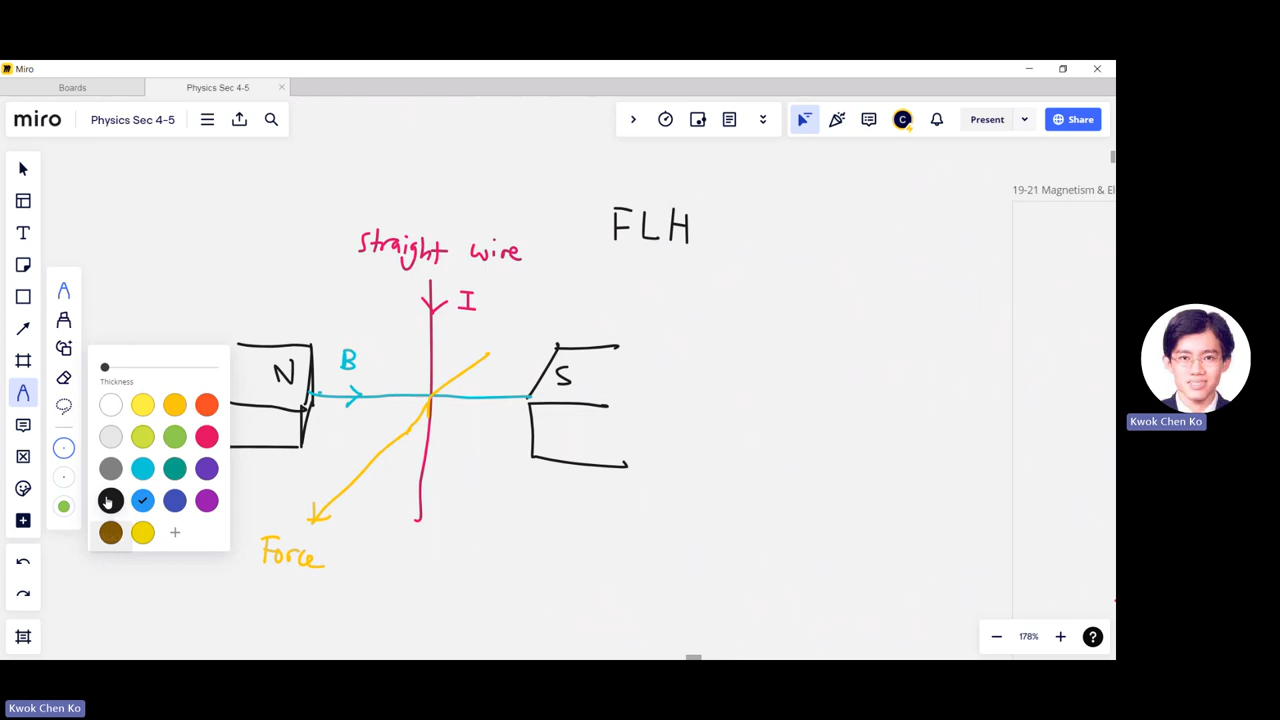 Miro
Boards
Physics Sec 4-5
miro
Physics Sec 4-5
C
Present
Share
19-21 Magnetism & El
FLH
straight wire
I
Thickness
N
B
S
Force
178%
?
Kwok Chen Ko
Kwok Chen Ko